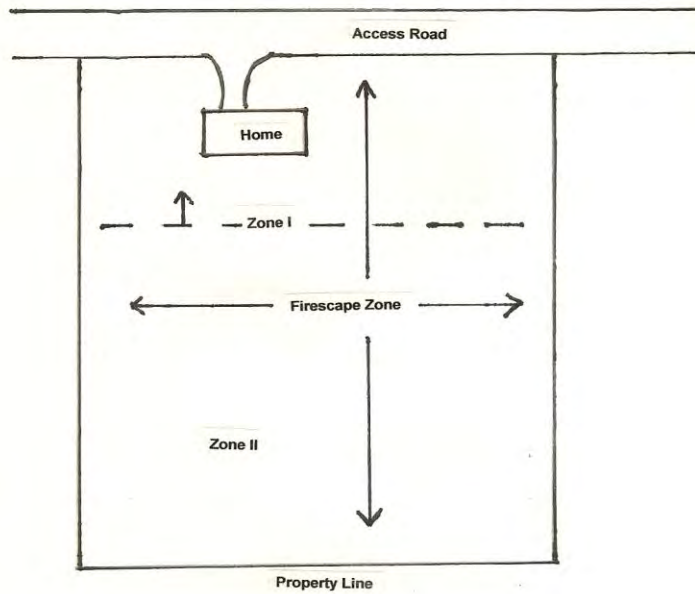 Access Road
Home
Zone I
Firescape Zone
Zone II
Property Line